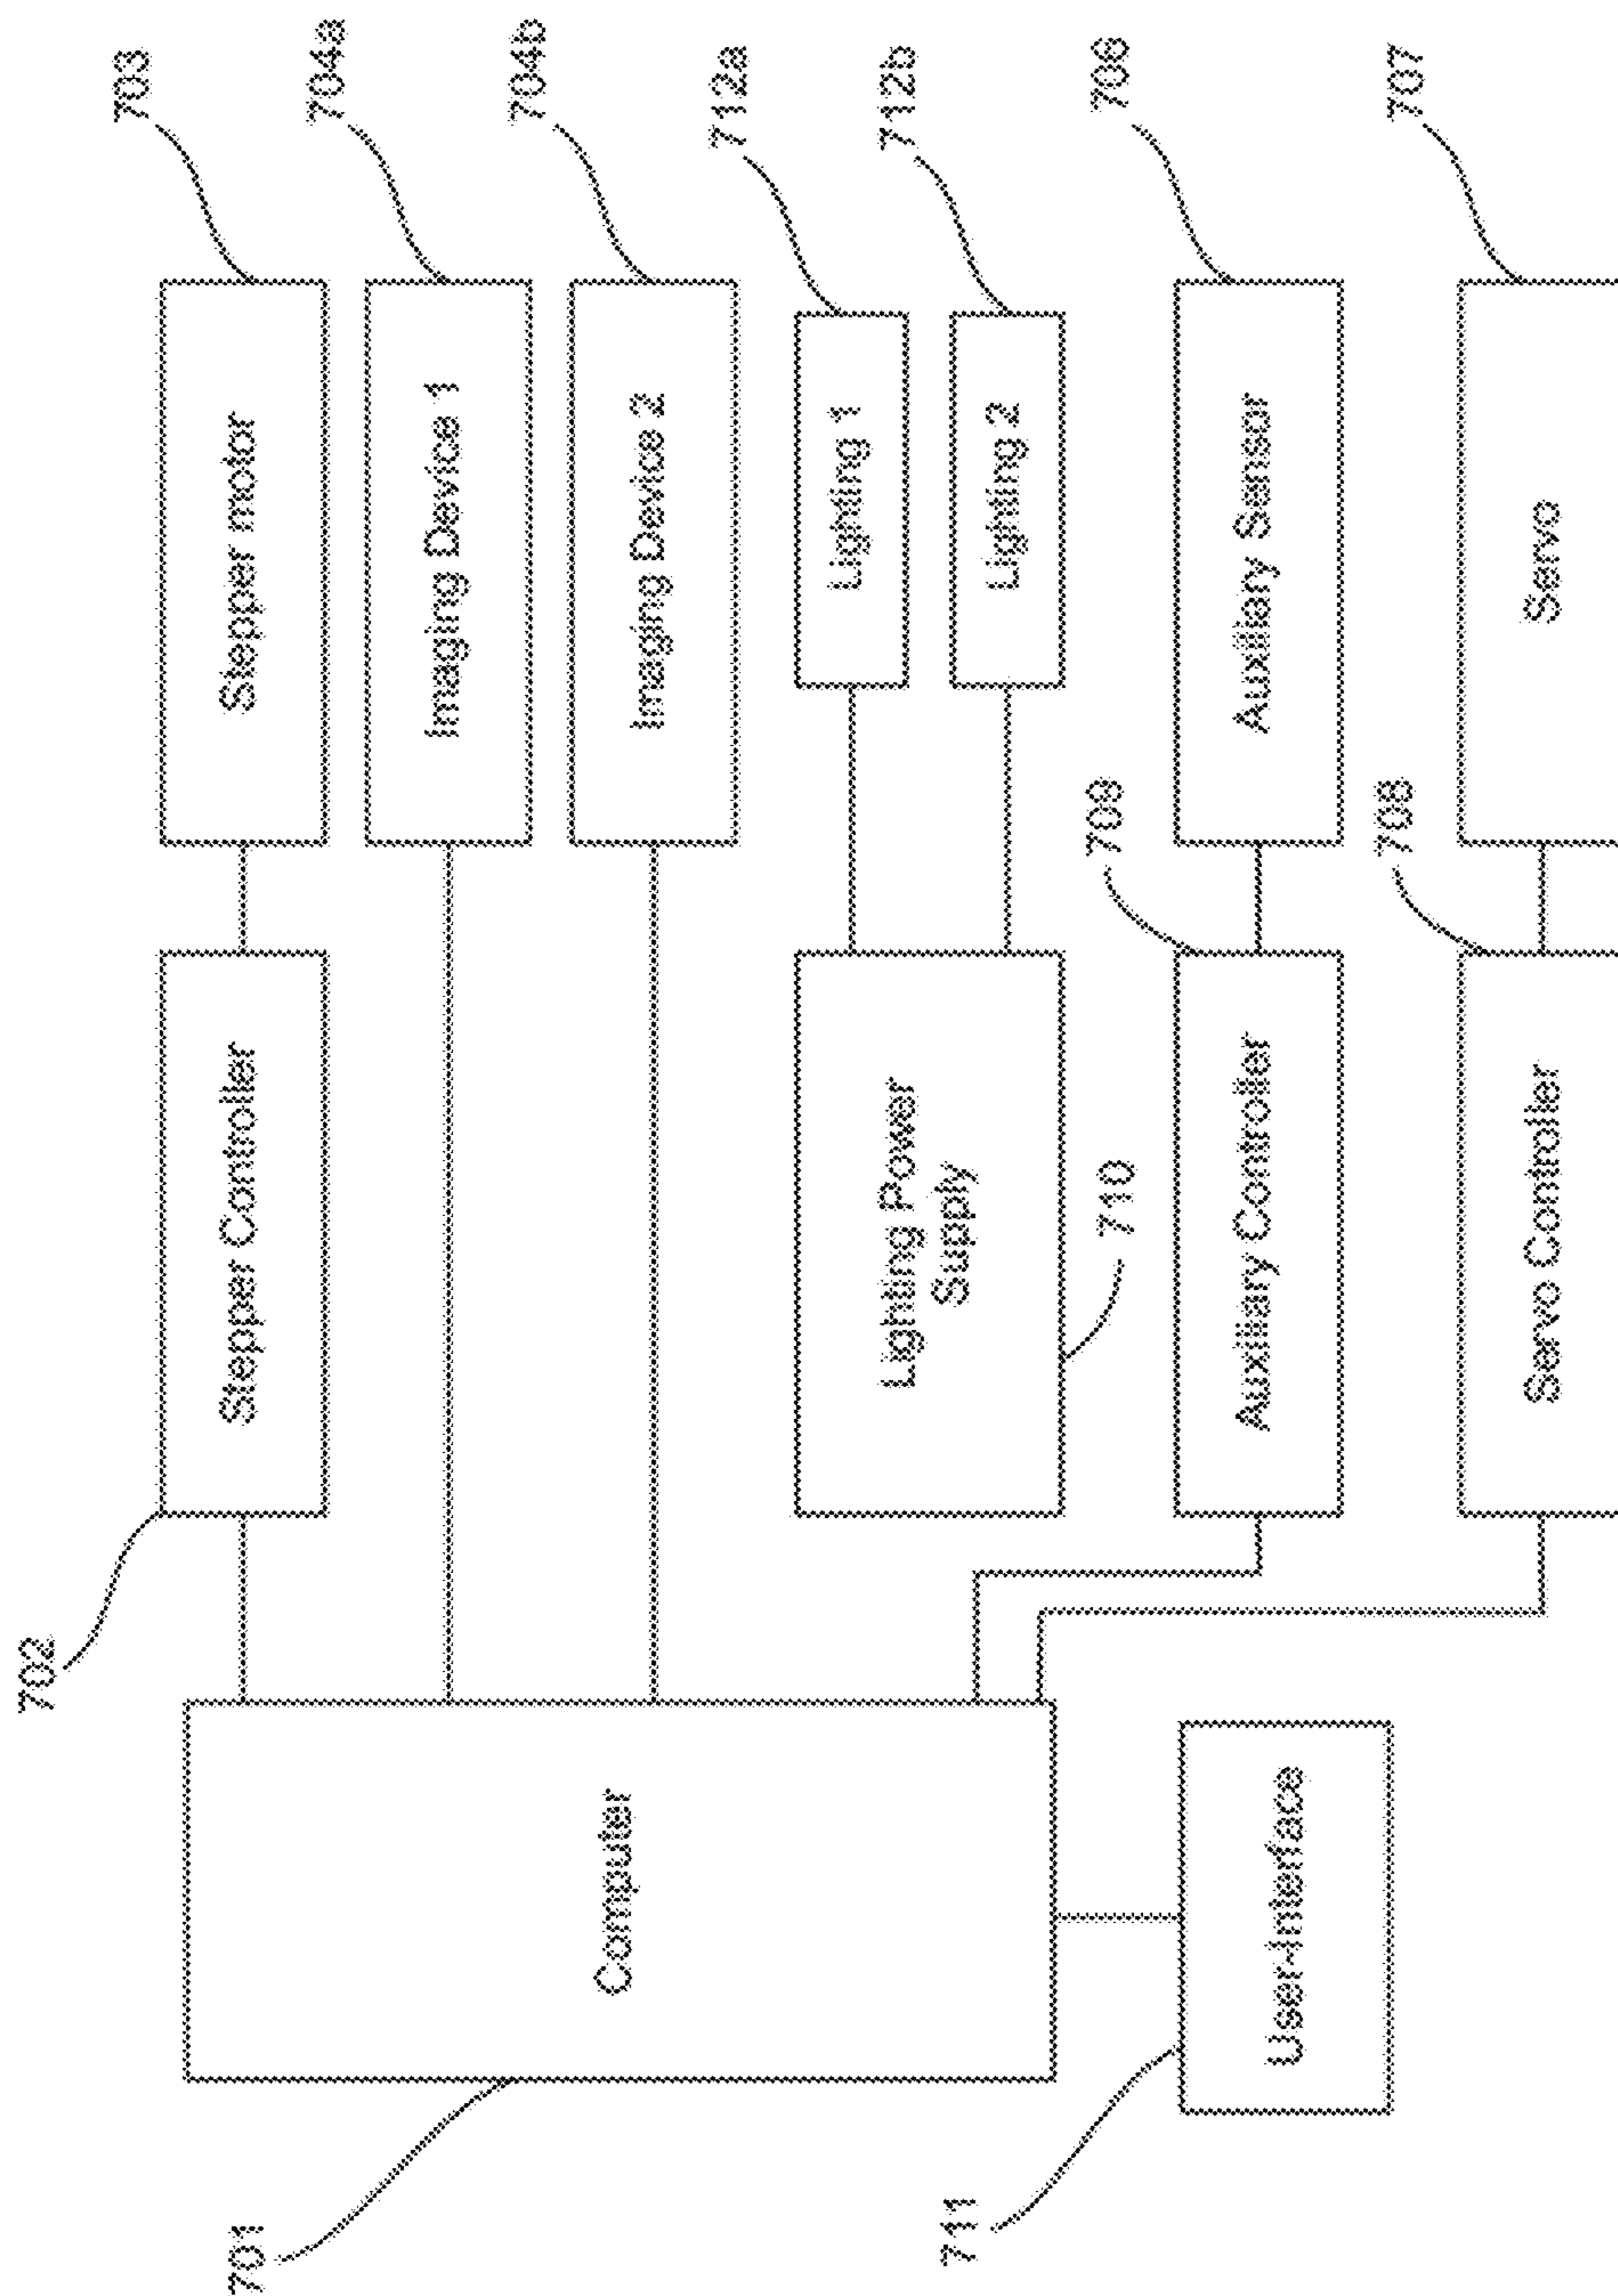 703
704a
704b
712a
712b
706
707
Stepper motor
Imaging Device 1
Imaging Device 2
Lighting 1
Lighting 2
Auxiliary Sensor
Servo
709
708
Stepper Controller
Lighting Power
Supply
710
Auxiliary Controller
Servo Controller
702
Computer
User-Interface
701
711